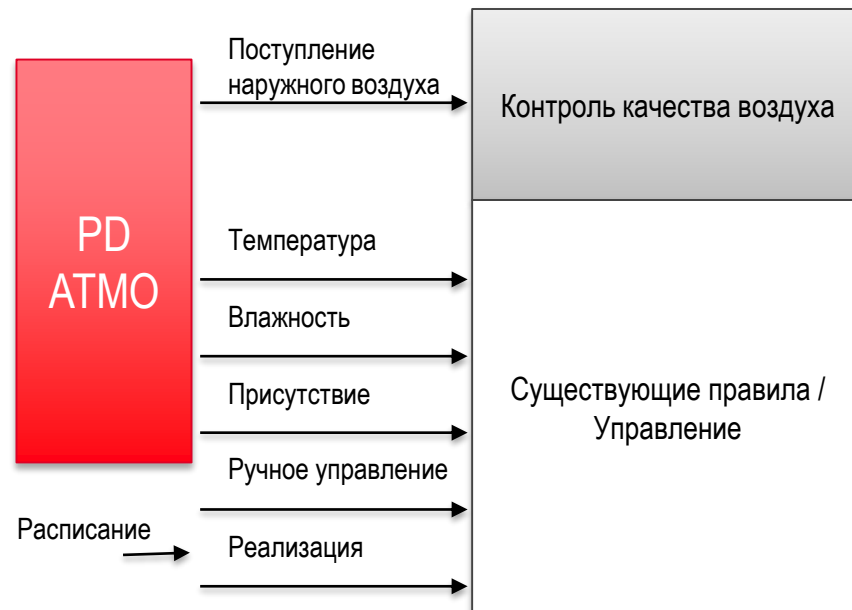 Поступление
наружного воздуха
Контроль качества воздуха
PD
ATMO
Температура
Влажность
Присутствие
Существующие правила /
Управление
Ручное управление
Расписание
Реализация